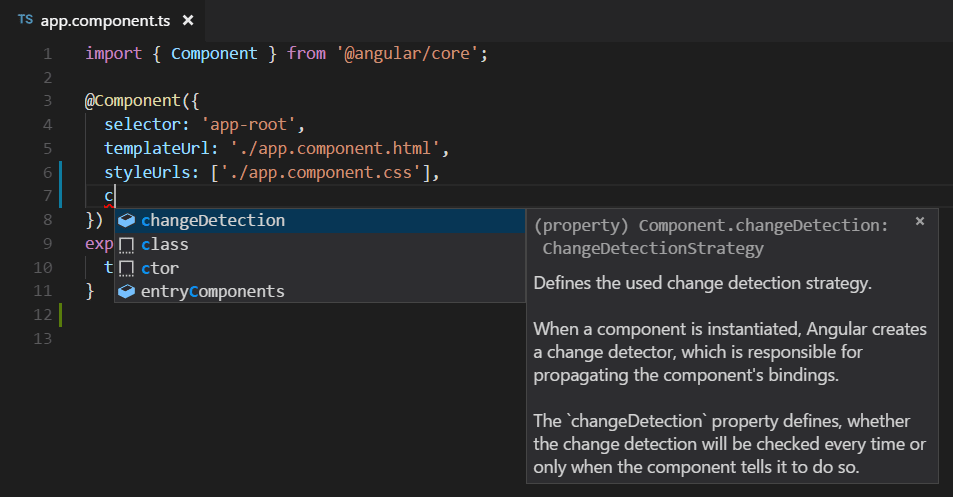 TS app.component.ts ×
1 import { Component } from '@angular/core';
2
3 @Component({
4 selector: 'app-root',
5 templateUrl: './app.component.html',
6 styleUrls: ['./app.component.css'],
7 c
8 })
changeDetection
9 exp
class
10 t
ctor
11 }
entryComponents
12
13
(property) Component.changeDetection: ×
ChangeDetectionStrategy
Defines the used change detection strategy.
When a component is instantiated, Angular creates
a change detector, which is responsible for
propagating the component's bindings.
The `changeDetection` property defines, whether
the change detection will be checked every time or
only when the component tells it to do so.